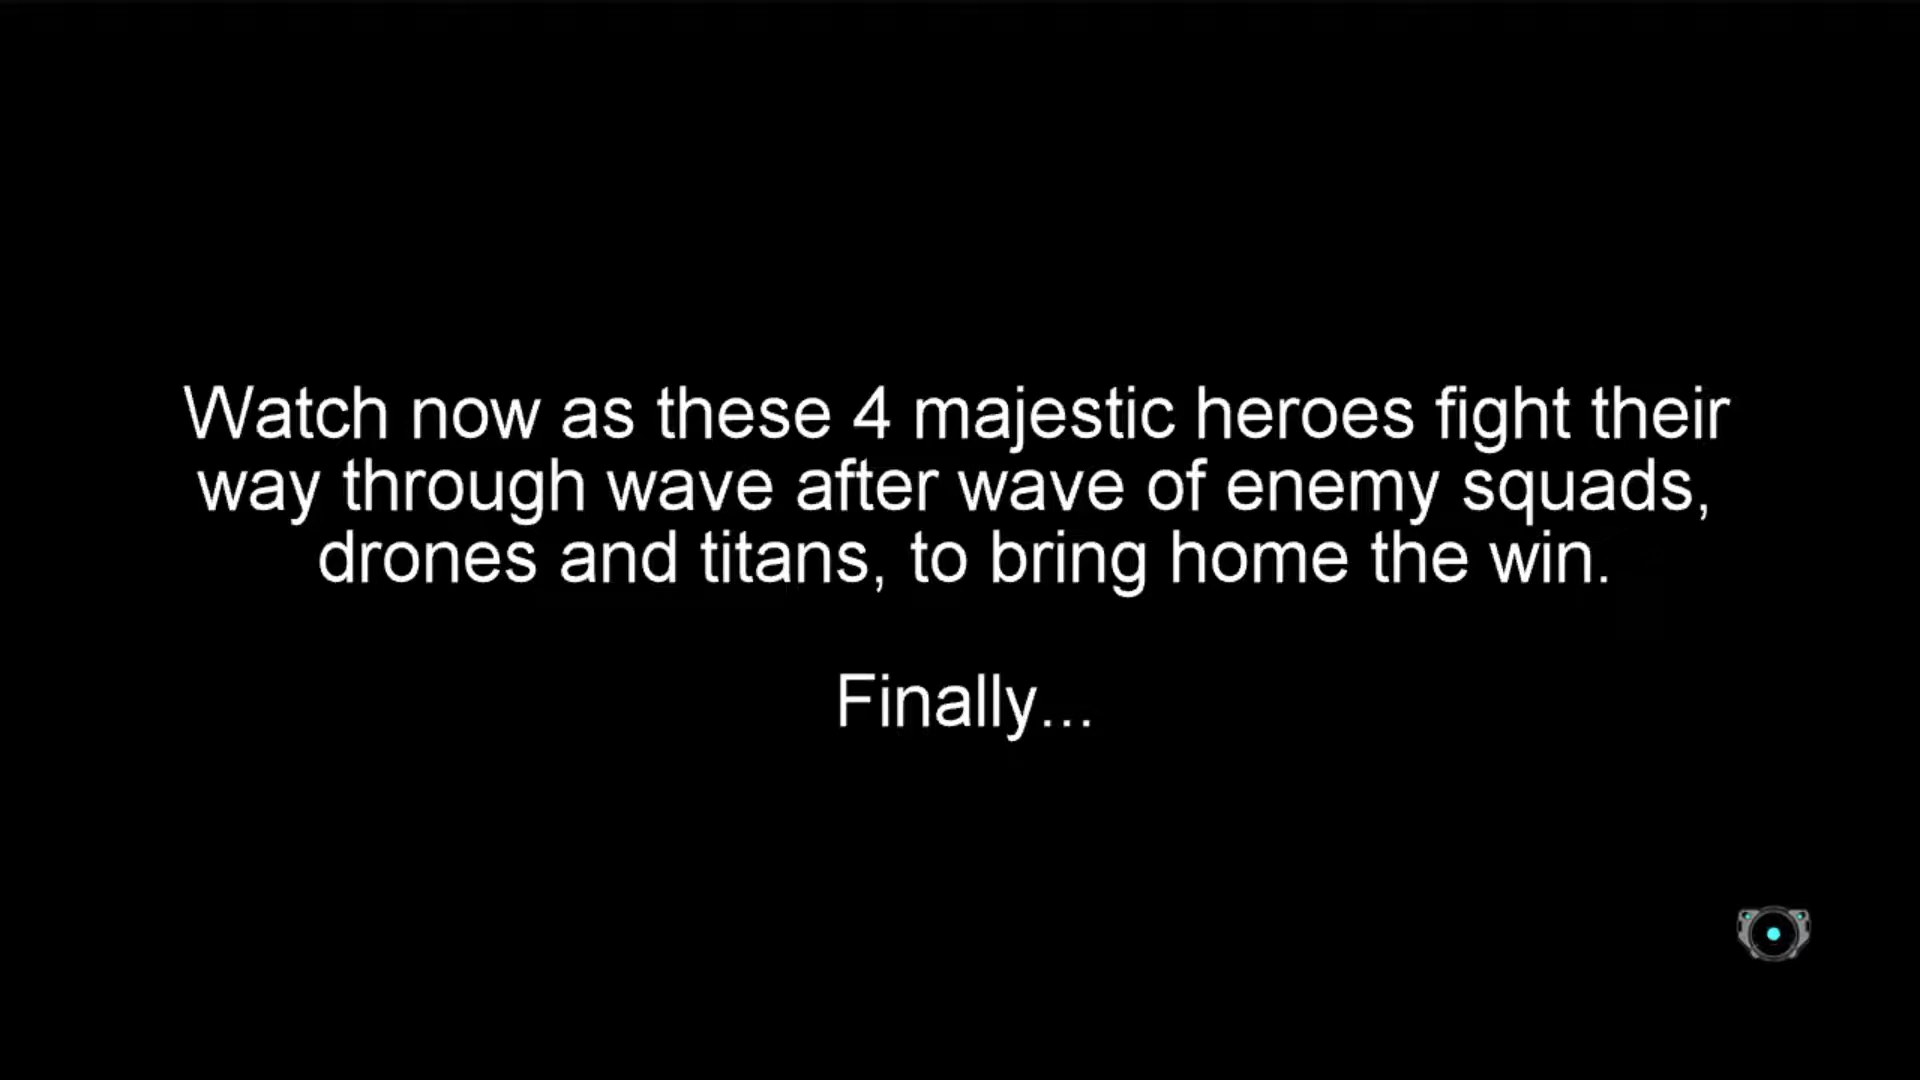 Watch now as these 4 majestic heroes fight their
way through wave after wave of enemy squads,
drones and titans, to bring home the win.
Finally...